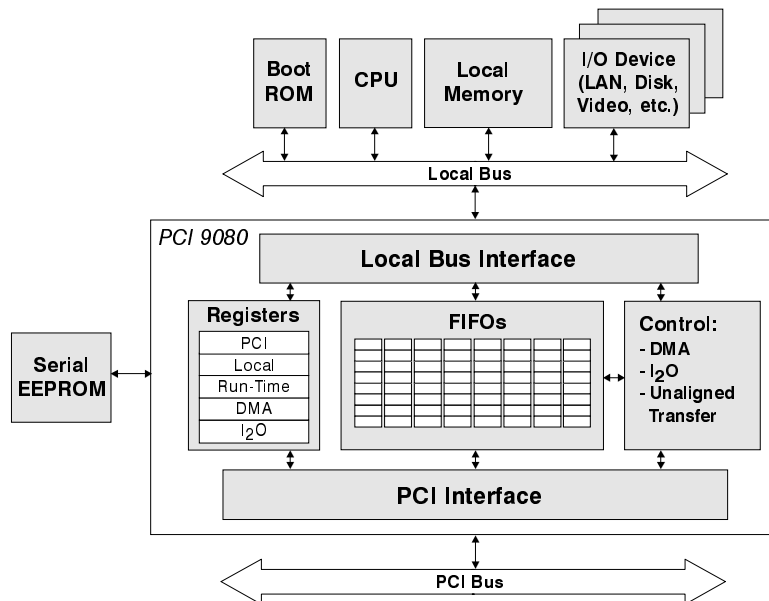 Boot
ROM
CPU
Local
Memory
I/O Device
(LAN, Disk,
Video, etc.)
Local Bus
PCI 9080
Local Bus Interface
Registers
PCI
Local
Run-Time
DMA
I₂O
FIFOs
Control:
- DMA
- I₂O
- Unaligned
Transfer
Serial
EEPROM
PCI Interface
PCI Bus